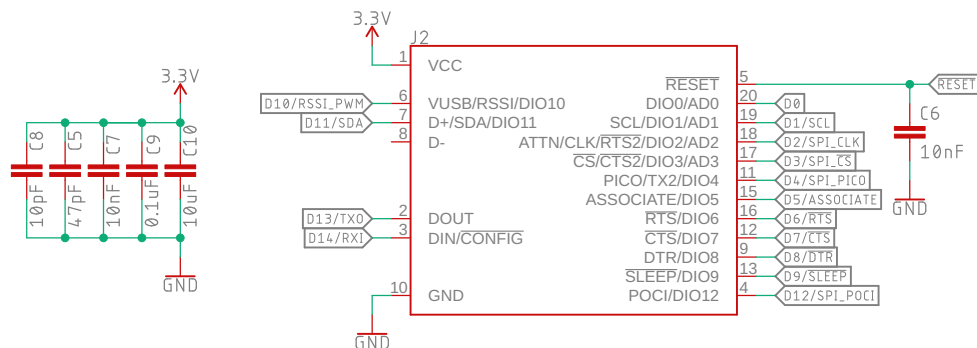 3.3V
C8
C5
C7
C9
C10
10pF
47pF
10nF
0.1uF
10uF
GND
3.3V
J2
1 VCC
D10/RSSI_PWM 6 VUSB/RSSI/DIO10
D11/SDA 7 D+/SDA/DIO11
8 D-
D13/TXO 2 DOUT
D14/RXI 3 DIN/CONFIG
10 GND
GND
RESET 5 RESET
DIO0/AD0 20 D0
SCL/DIO1/AD1 19 D1/SCL
ATTN/CLK/RTS2/DIO2/AD2 18 D2/SPI_CLK
CS/CTS2/DIO3/AD3 17 D3/SPI_CS
PICO/TX2/DIO4 11 D4/SPI_PICO
ASSOCIATE/DIO5 15 D5/ASSOCIATE
RTS/DIO6 16 D6/RTS
CTS/DIO7 12 D7/CTS
DTR/DIO8 9 D8/DTR
SLEEP/DIO9 13 D9/SLEEP
POCI/DIO12 4 D12/SPI_POCI
C6
10nF
GND